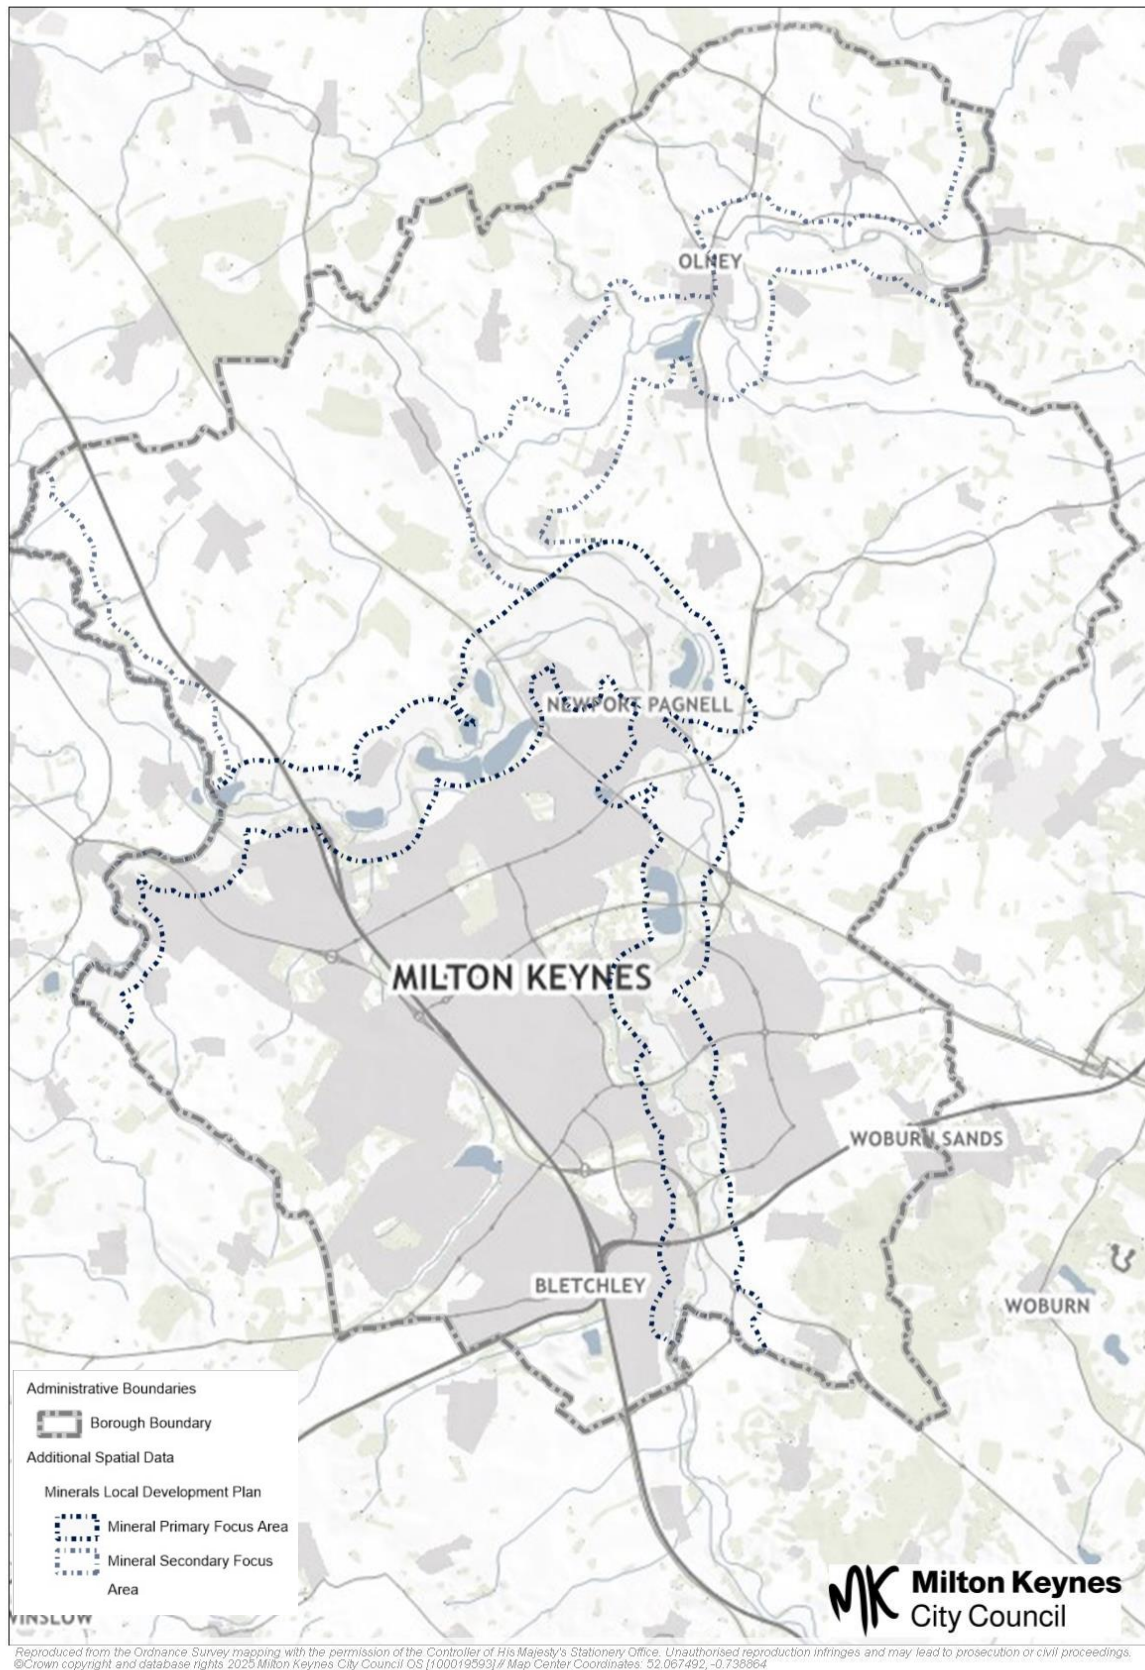 OLNEY
NEWPORT PAGNELL
MILTON KEYNES
WOBURN SANDS
BLETCHLEY
WOBURN
Administrative Boundaries
Borough Boundary
Additional Spatial Data
Minerals Local Development Plan
Mineral Primary Focus Area
Mineral Secondary Focus
Area
WINSLOW
MK Milton Keynes
City Council
Reproduced from the Ordnance Survey mapping with the permission of the Controller of His Majesty's Stationery Office. Unauthorised reproduction infringes and may lead to prosecution or civil proceedings.
©Crown copyright and database rights 2025 Milton Keynes City Council OS [100019593] // Map Center Coordinates: 52.067492, -0.738864